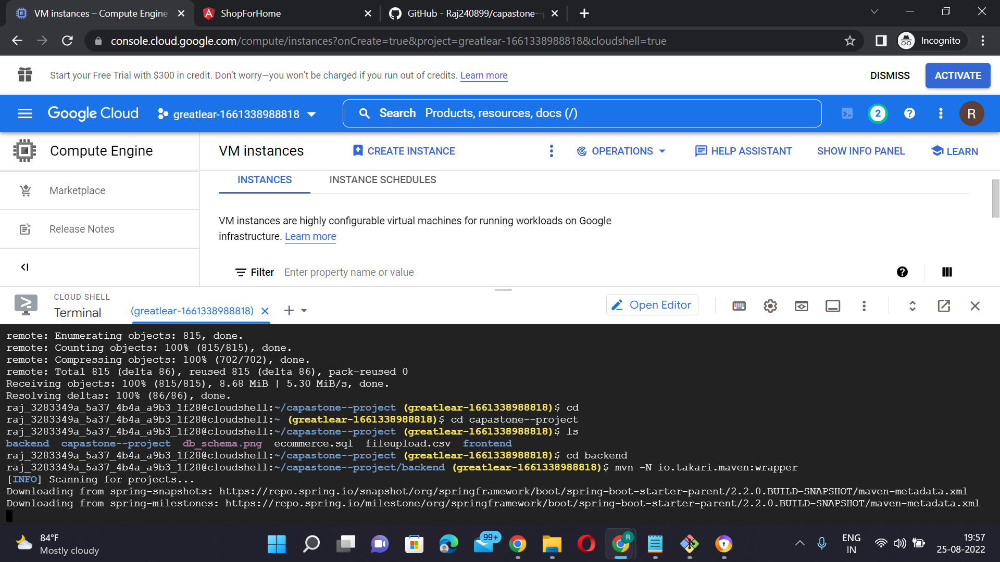 VM instances – Compute Engine
ShopForHome
GitHub - Raj240899/capastone--
console.cloud.google.com/compute/instances?onCreate=true&project=greatlear-1661338988818&cloudshell=true
Incognito
Start your Free Trial with $300 in credit. Don’t worry—you won’t be charged if you run out of credits. Learn more
DISMISS
ACTIVATE
Google Cloud
greatlear-1661338988818
Search Products, resources, docs (/)
2
R
Compute Engine
VM instances
CREATE INSTANCE
OPERATIONS
HELP ASSISTANT
SHOW INFO PANEL
LEARN
Marketplace
Release Notes
INSTANCES
INSTANCE SCHEDULES
VM instances are highly configurable virtual machines for running workloads on Google
infrastructure. Learn more
Filter Enter property name or value
CLOUD SHELL
Terminal
(greatlear-1661338988818)
Open Editor
remote: Enumerating objects: 815, done.
remote: Counting objects: 100% (815/815), done.
remote: Compressing objects: 100% (702/702), done.
remote: Total 815 (delta 86), reused 815 (delta 86), pack-reused 0
Receiving objects: 100% (815/815), 8.68 MiB | 5.30 MiB/s, done.
Resolving deltas: 100% (86/86), done.
raj_3283349a_5a37_4b4a_a9b3_1f28@cloudshell:~/capastone--project (greatlear-1661338988818)$ cd
raj_3283349a_5a37_4b4a_a9b3_1f28@cloudshell:~ (greatlear-1661338988818)$ cd capastone--project
raj_3283349a_5a37_4b4a_a9b3_1f28@cloudshell:~/capastone--project (greatlear-1661338988818)$ ls
backend capastone--project db_schema.png ecommerce.sql fileupload.csv frontend
raj_3283349a_5a37_4b4a_a9b3_1f28@cloudshell:~/capastone--project (greatlear-1661338988818)$ cd backend
raj_3283349a_5a37_4b4a_a9b3_1f28@cloudshell:~/capastone--project/backend (greatlear-1661338988818)$ mvn -N io.takari.maven:wrapper
[INFO] Scanning for projects...
Downloading from spring-snapshots: https://repo.spring.io/snapshot/org/springframework/boot/spring-boot-starter-parent/2.2.0.BUILD-SNAPSHOT/maven-metadata.xml
Downloading from spring-milestones: https://repo.spring.io/milestone/org/springframework/boot/spring-boot-starter-parent/2.2.0.BUILD-SNAPSHOT/maven-metadata.xml
84°F
Mostly cloudy
99+
R
ENG
IN
19:57
25-08-2022